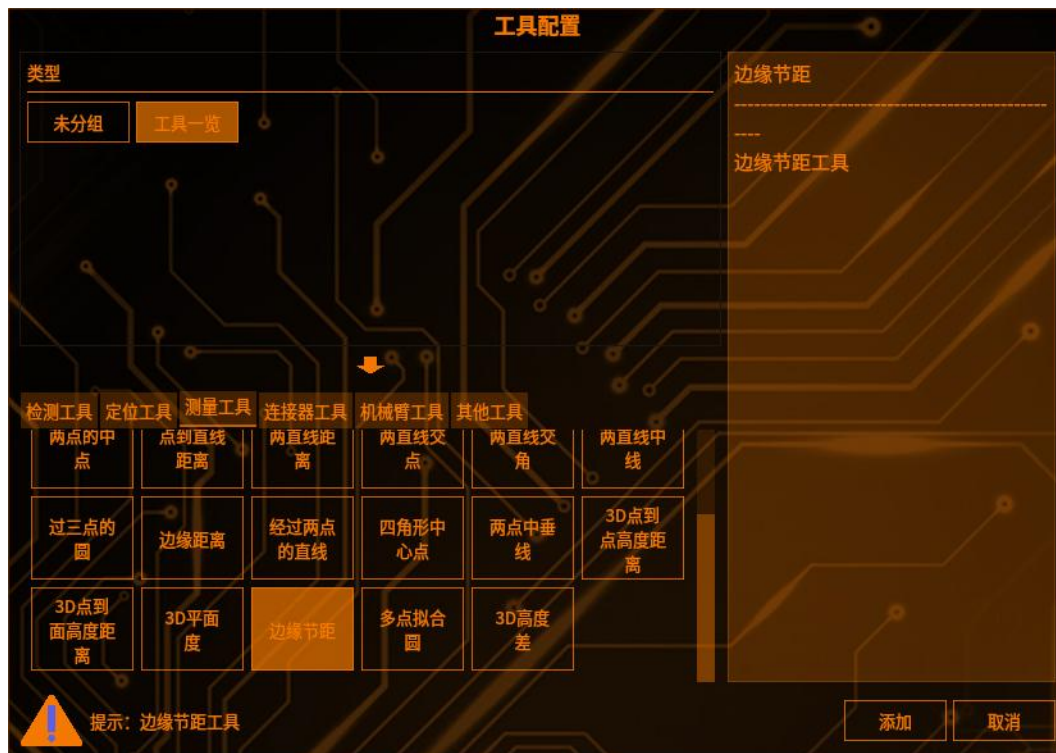 工具配置
类型
未分组
工具一览
边缘节距
--------------------------------------------
----
边缘节距工具
检测工具
定位工具
测量工具
连接器工具
机械臂工具
其他工具
两点的中
点
点到直线
距离
两直线距
离
两直线交
点
两直线交
角
两直线中
线
过三点的
圆
边缘距离
经过两点
的直线
四角形中
心点
两点中垂
线
3D点到
点高度距
离
3D点到
面高度距
离
3D平面
度
边缘节距
多点拟合
圆
3D高度
差
提示：边缘节距工具
添加
取消